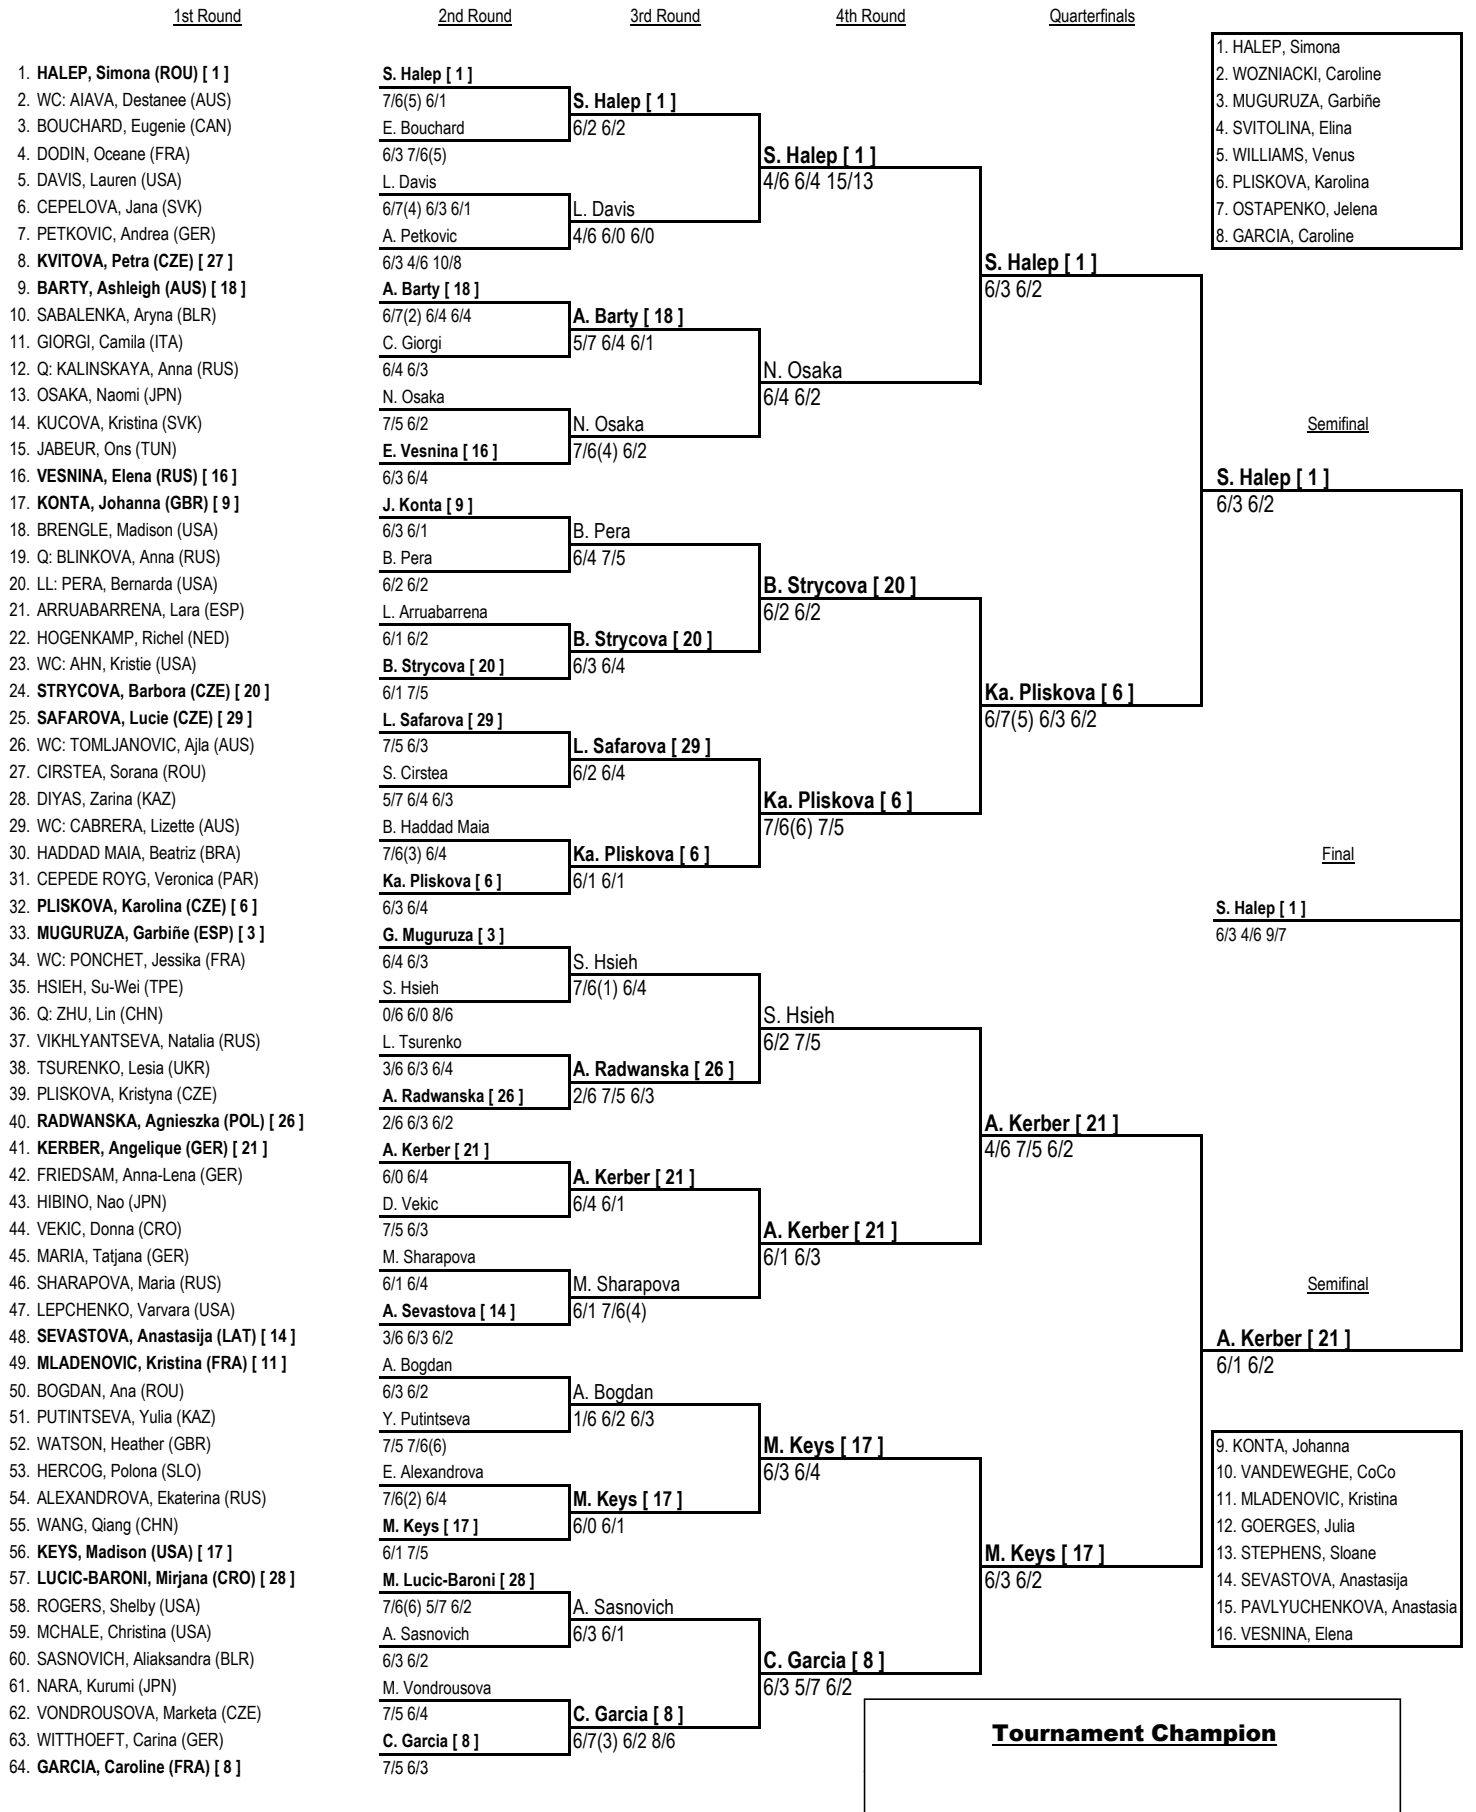 1st Round
2nd Round
3rd Round
4th Round
Quarterfinals
1. HALEP, Simona (ROU) [ 1 ]
2. WC: AIAVA, Destanee (AUS)
3. BOUCHARD, Eugenie (CAN)
4. DODIN, Oceane (FRA)
5. DAVIS, Lauren (USA)
6. CEPELOVA, Jana (SVK)
7. PETKOVIC, Andrea (GER)
8. KVITOVA, Petra (CZE) [ 27 ]
9. BARTY, Ashleigh (AUS) [ 18 ]
10. SABALENKA, Aryna (BLR)
11. GIORGI, Camila (ITA)
12. Q: KALINSKAYA, Anna (RUS)
13. OSAKA, Naomi (JPN)
14. KUCOVA, Kristina (SVK)
15. JABEUR, Ons (TUN)
16. VESNINA, Elena (RUS) [ 16 ]
17. KONTA, Johanna (GBR) [ 9 ]
18. BRENGLE, Madison (USA)
19. Q: BLINKOVA, Anna (RUS)
20. LL: PERA, Bernarda (USA)
21. ARRUABARRENA, Lara (ESP)
22. HOGENKAMP, Richel (NED)
23. WC: AHN, Kristie (USA)
24. STRYCOVA, Barbora (CZE) [ 20 ]
25. SAFAROVA, Lucie (CZE) [ 29 ]
26. WC: TOMLJANOVIC, Ajla (AUS)
27. CIRSTEA, Sorana (ROU)
28. DIYAS, Zarina (KAZ)
29. WC: CABRERA, Lizette (AUS)
30. HADDAD MAIA, Beatriz (BRA)
31. CEPEDE ROYG, Veronica (PAR)
32. PLISKOVA, Karolina (CZE) [ 6 ]
33. MUGURUZA, Garbiñe (ESP) [ 3 ]
34. WC: PONCHET, Jessika (FRA)
35. HSIEH, Su-Wei (TPE)
36. Q: ZHU, Lin (CHN)
37. VIKHLYANTSEVA, Natalia (RUS)
38. TSURENKO, Lesia (UKR)
39. PLISKOVA, Kristyna (CZE)
40. RADWANSKA, Agnieszka (POL) [ 26 ]
41. KERBER, Angelique (GER) [ 21 ]
42. FRIEDSAM, Anna-Lena (GER)
43. HIBINO, Nao (JPN)
44. VEKIC, Donna (CRO)
45. MARIA, Tatjana (GER)
46. SHARAPOVA, Maria (RUS)
47. LEPCHENKO, Varvara (USA)
48. SEVASTOVA, Anastasija (LAT) [ 14 ]
49. MLADENOVIC, Kristina (FRA) [ 11 ]
50. BOGDAN, Ana (ROU)
51. PUTINTSEVA, Yulia (KAZ)
52. WATSON, Heather (GBR)
53. HERCOG, Polona (SLO)
54. ALEXANDROVA, Ekaterina (RUS)
55. WANG, Qiang (CHN)
56. KEYS, Madison (USA) [ 17 ]
57. LUCIC-BARONI, Mirjana (CRO) [ 28 ]
58. ROGERS, Shelby (USA)
59. MCHALE, Christina (USA)
60. SASNOVICH, Aliaksandra (BLR)
61. NARA, Kurumi (JPN)
62. VONDROUSOVA, Marketa (CZE)
63. WITTHOEFT, Carina (GER)
64. GARCIA, Caroline (FRA) [ 8 ]
S. Halep [ 1 ]
7/6(5) 6/1
E. Bouchard
6/3 7/6(5)
L. Davis
6/7(4) 6/3 6/1
A. Petkovic
6/3 4/6 10/8
A. Barty [ 18 ]
6/7(2) 6/4 6/4
C. Giorgi
6/4 6/3
N. Osaka
7/5 6/2
E. Vesnina [ 16 ]
6/3 6/4
J. Konta [ 9 ]
6/3 6/1
B. Pera
6/2 6/2
L. Arruabarrena
6/1 6/2
B. Strycova [ 20 ]
6/1 7/5
L. Safarova [ 29 ]
7/5 6/3
S. Cirstea
5/7 6/4 6/3
B. Haddad Maia
7/6(3) 6/4
Ka. Pliskova [ 6 ]
6/3 6/4
G. Muguruza [ 3 ]
6/4 6/3
S. Hsieh
0/6 6/0 8/6
L. Tsurenko
3/6 6/3 6/4
A. Radwanska [ 26 ]
2/6 6/3 6/2
A. Kerber [ 21 ]
6/0 6/4
D. Vekic
7/5 6/3
M. Sharapova
6/1 6/4
A. Sevastova [ 14 ]
3/6 6/3 6/2
A. Bogdan
6/3 6/2
Y. Putintseva
7/5 7/6(6)
E. Alexandrova
7/6(2) 6/4
M. Keys [ 17 ]
6/1 7/5
M. Lucic-Baroni [ 28 ]
7/6(6) 5/7 6/2
A. Sasnovich
6/3 6/2
M. Vondrousova
7/5 6/4
C. Garcia [ 8 ]
7/5 6/3
S. Halep [ 1 ]
6/2 6/2
L. Davis
4/6 6/0 6/0
A. Barty [ 18 ]
5/7 6/4 6/1
N. Osaka
7/6(4) 6/2
B. Pera
6/4 7/5
B. Strycova [ 20 ]
6/3 6/4
L. Safarova [ 29 ]
6/2 6/4
Ka. Pliskova [ 6 ]
6/1 6/1
S. Hsieh
7/6(1) 6/4
A. Radwanska [ 26 ]
2/6 7/5 6/3
A. Kerber [ 21 ]
6/4 6/1
M. Sharapova
6/1 7/6(4)
A. Bogdan
1/6 6/2 6/3
M. Keys [ 17 ]
6/0 6/1
A. Sasnovich
6/3 6/1
C. Garcia [ 8 ]
6/7(3) 6/2 8/6
S. Halep [ 1 ]
4/6 6/4 15/13
N. Osaka
6/4 6/2
B. Strycova [ 20 ]
6/2 6/2
Ka. Pliskova [ 6 ]
7/6(6) 7/5
S. Hsieh
6/2 7/5
A. Kerber [ 21 ]
6/1 6/3
M. Keys [ 17 ]
6/3 6/4
C. Garcia [ 8 ]
6/3 5/7 6/2
S. Halep [ 1 ]
6/3 6/2
Ka. Pliskova [ 6 ]
6/7(5) 6/3 6/2
A. Kerber [ 21 ]
4/6 7/5 6/2
M. Keys [ 17 ]
6/3 6/2
1. HALEP, Simona
2. WOZNIACKI, Caroline
3. MUGURUZA, Garbiñe
4. SVITOLINA, Elina
5. WILLIAMS, Venus
6. PLISKOVA, Karolina
7. OSTAPENKO, Jelena
8. GARCIA, Caroline
Semifinal
S. Halep [ 1 ]
6/3 6/2
Final
S. Halep [ 1 ]
6/3 4/6 9/7
Semifinal
A. Kerber [ 21 ]
6/1 6/2
9. KONTA, Johanna
10. VANDEWEGHE, CoCo
11. MLADENOVIC, Kristina
12. GOERGES, Julia
13. STEPHENS, Sloane
14. SEVASTOVA, Anastasija
15. PAVLYUCHENKOVA, Anastasia
16. VESNINA, Elena
Tournament Champion